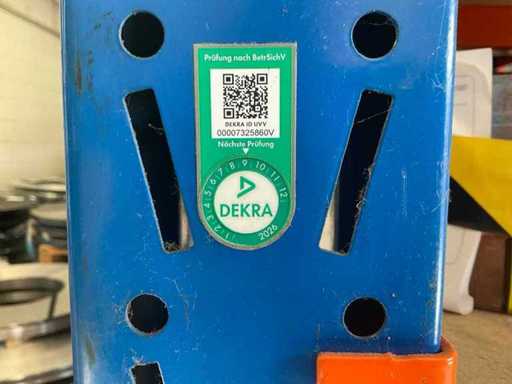 Prüfung nach BetrSichV
DEKRA ID UVV
00007325860V
Nächste Prüfung
1 2 3 4 5 6 7 8 9 10 11 12
DEKRA
2026